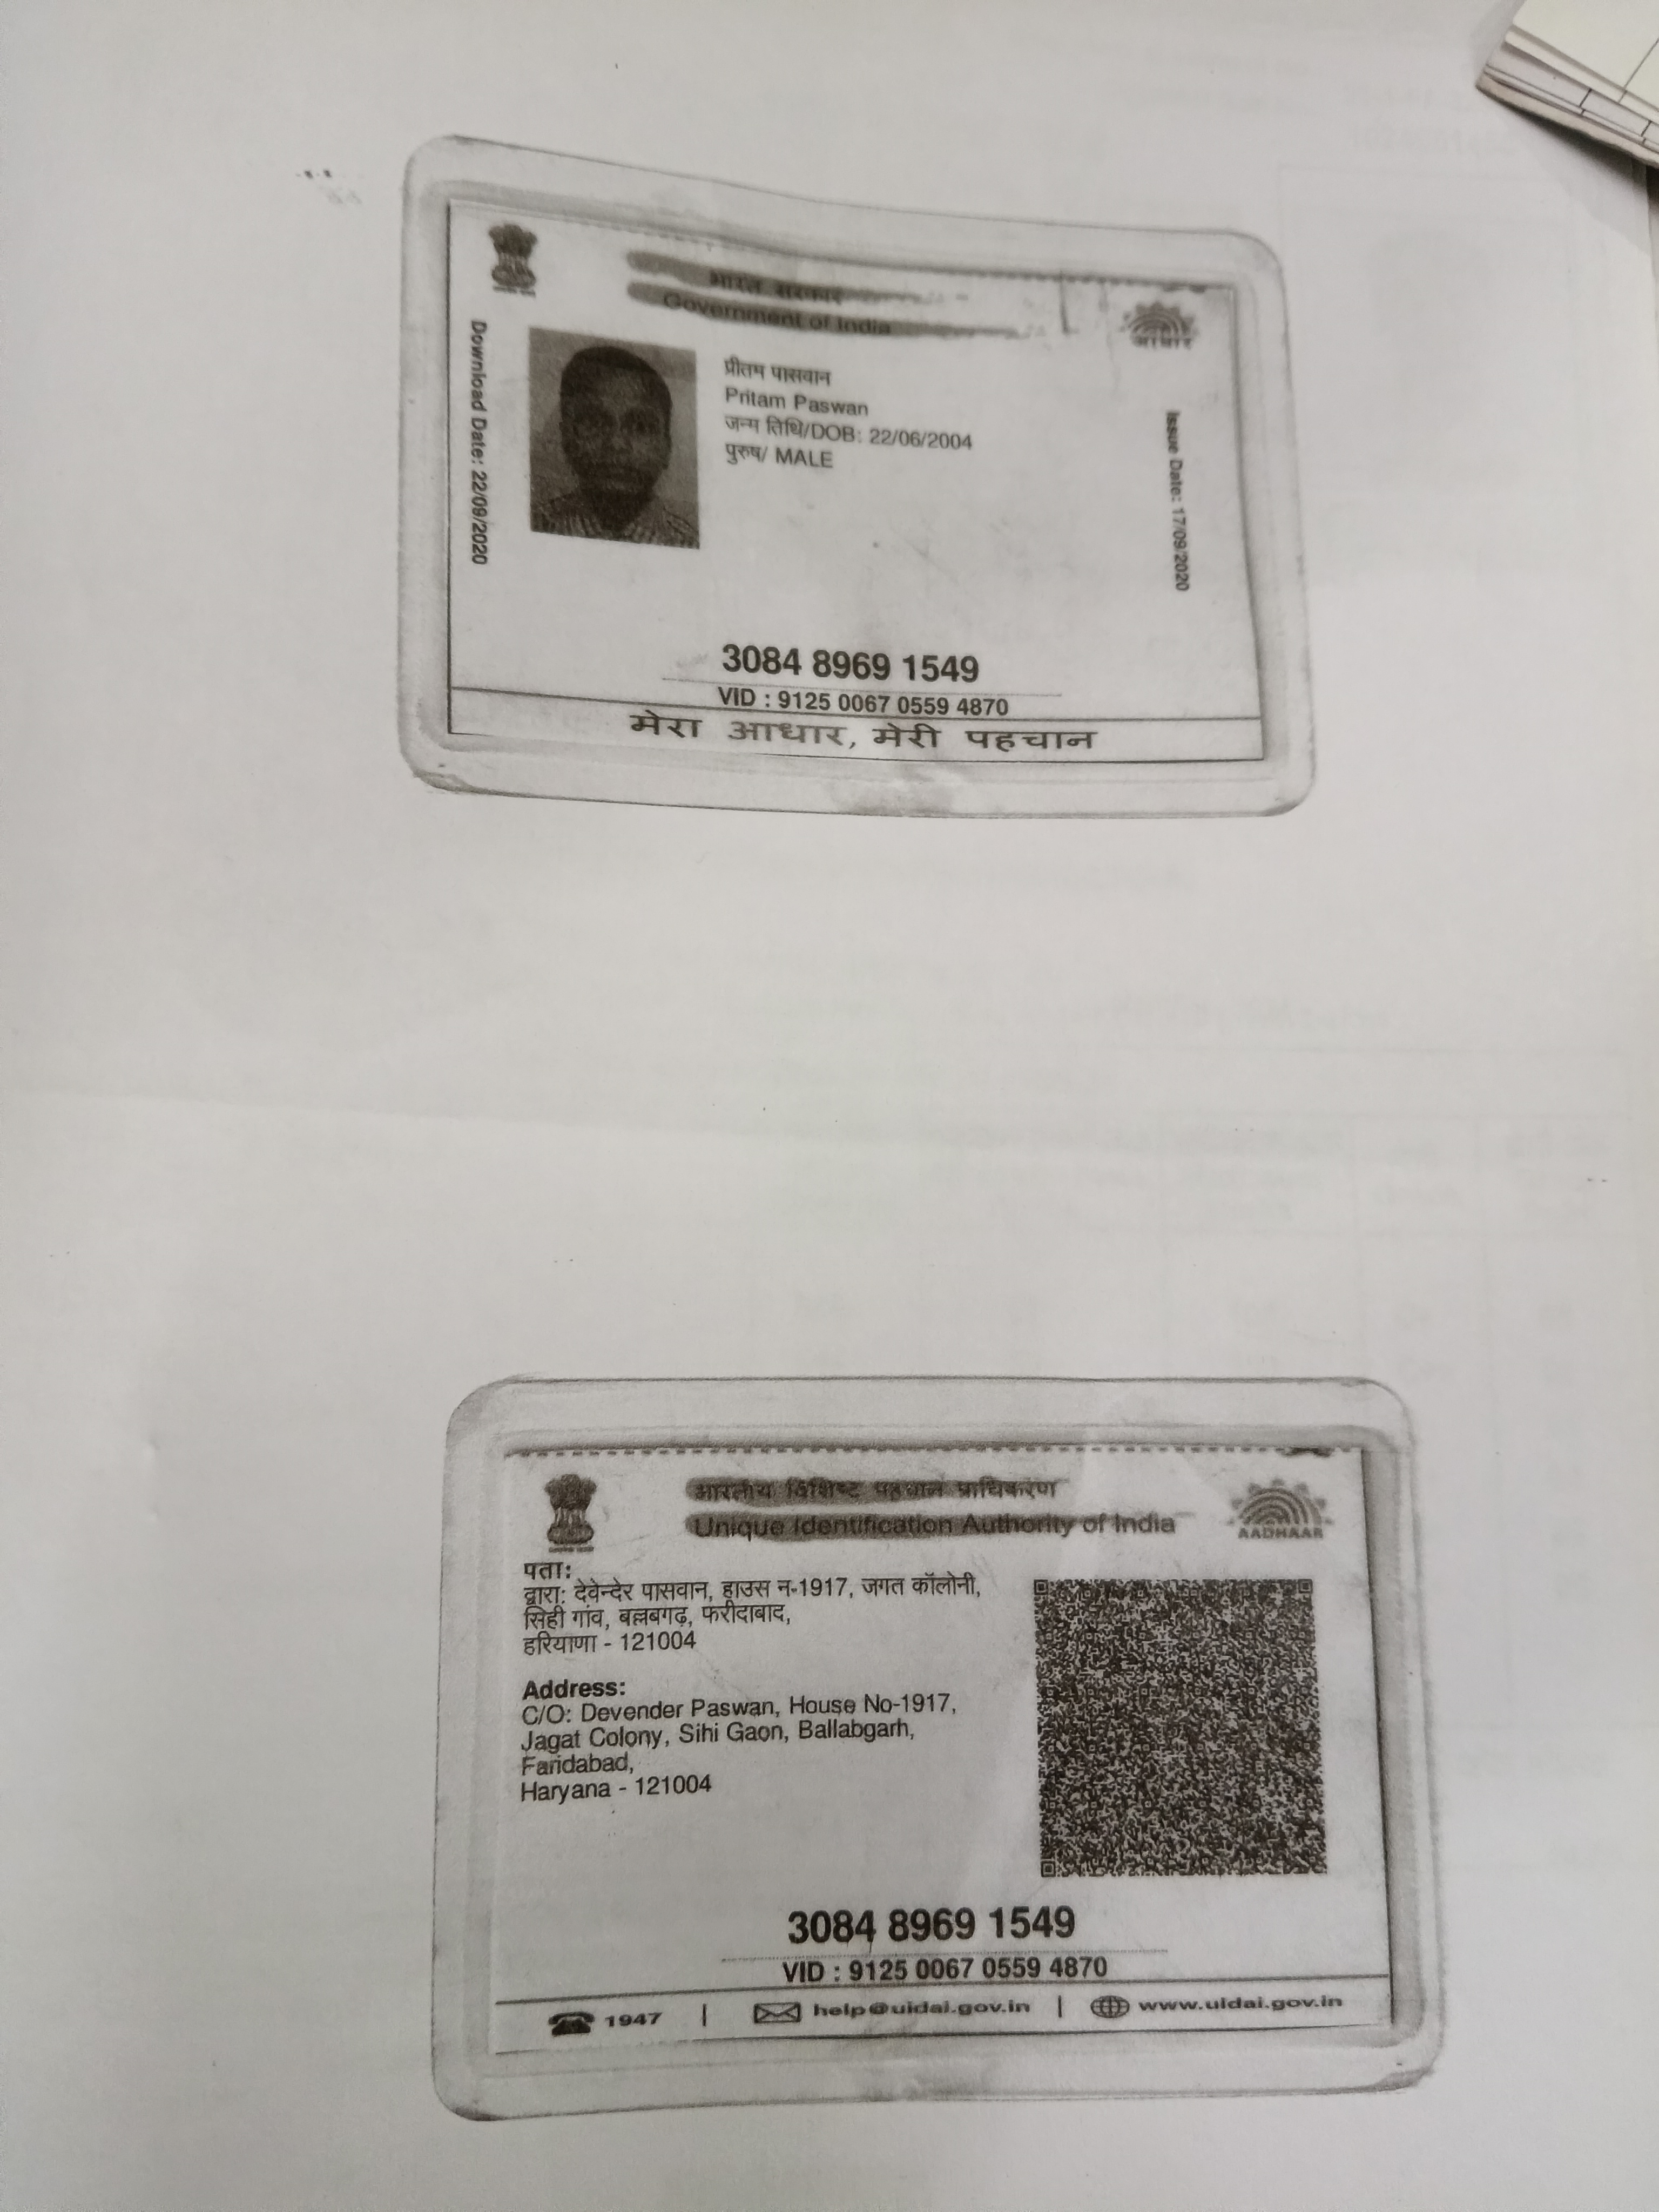 भारत सरकार
Government of India
आधार
Download Date: 22/09/2020
प्रीतम पासवान
Pritam Paswan
जन्म तिथि/DOB: 22/06/2004
पुरुष/ MALE
Issue Date: 17/09/2020
3084 8969 1549
VID : 9125 0067 0559 4870
मेरा आधार, मेरी पहचान
भारतीय विशिष्ट पहचान प्राधिकरण
Unique Identification Authority of India
AADHAAR
पता:
द्वारा: देवेन्देर पासवान, हाउस न-1917, जगत कॉलोनी,
सिही गांव, बल्लबगढ़, फरीदाबाद,
हरियाणा - 121004
Address:
C/O: Devender Paswan, House No-1917,
Jagat Colony, Sihi Gaon, Ballabgarh,
Faridabad,
Haryana - 121004
3084 8969 1549
VID : 9125 0067 0559 4870
1947 | help@uidai.gov.in | www.uidai.gov.in